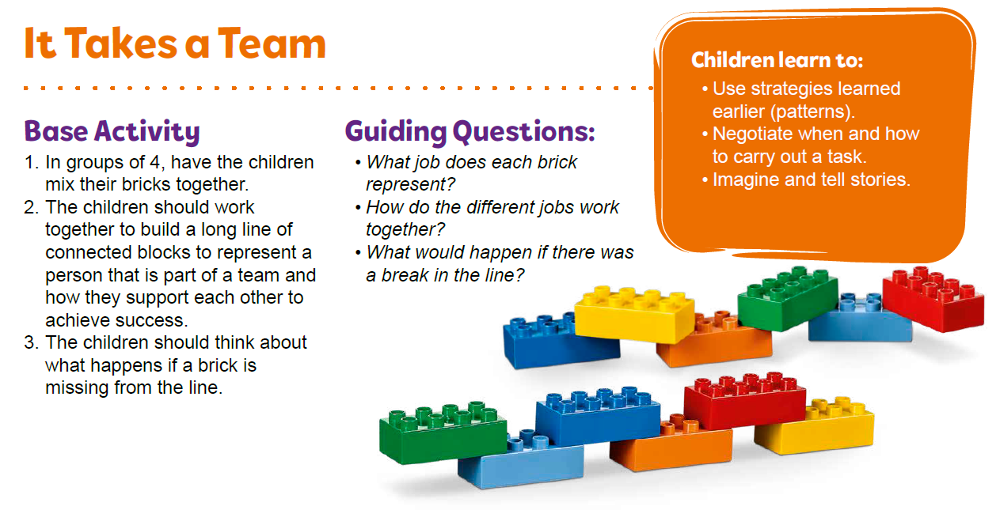 It Takes a Team
Base Activity
1. In groups of 4, have the children
mix their bricks together.
2. The children should work
together to build a long line of
connected blocks to represent a
person that is part of a team and
how they support each other to
achieve success.
3. The children should think about
what happens if a brick is
missing from the line.
Guiding Questions:
• What job does each brick
represent?
• How do the different jobs work
together?
• What would happen if there was
a break in the line?
Children learn to:
• Use strategies learned
earlier (patterns).
• Negotiate when and how
to carry out a task.
• Imagine and tell stories.